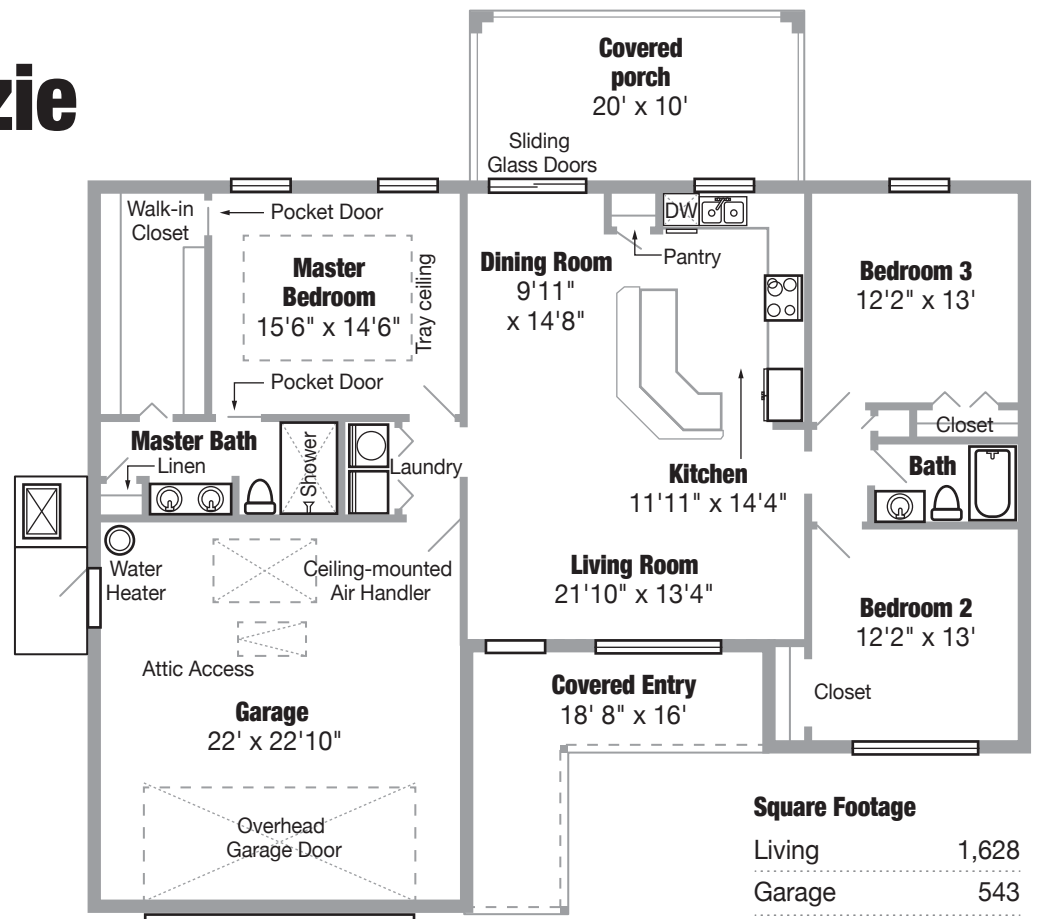 zie
Covered
porch
20' x 10'
Sliding
Glass Doors
Walk-in
Closet
Pocket Door
Master
Bedroom
15'6" x 14'6"
Tray ceiling
Pocket Door
Dining Room
9'11"
x 14'8"
DW
Pantry
Bedroom 3
12'2" x 13'
Closet
Master Bath
Linen
Shower
Laundry
Kitchen
11'11" x 14'4"
Bath
Water
Heater
Ceiling-mounted
Air Handler
Living Room
21'10" x 13'4"
Bedroom 2
12'2" x 13'
Closet
Attic Access
Garage
22' x 22'10"
Covered Entry
18' 8" x 16'
Overhead
Garage Door
Square Footage
Living 1,628
Garage 543